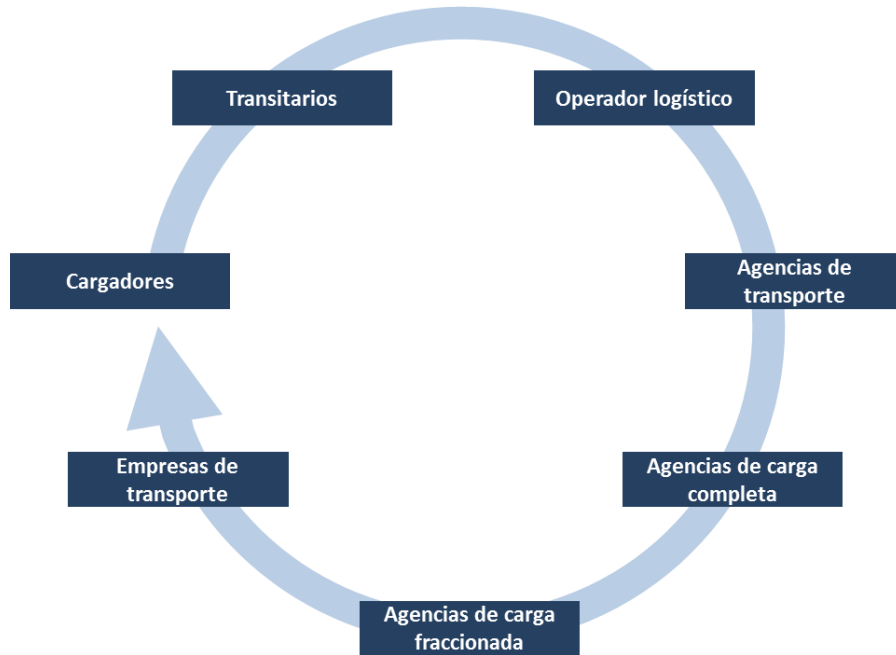 Transitarios
Operador logístico
Cargadores
Agencias de
transporte
Empresas de
transporte
Agencias de carga
completa
Agencias de carga
fraccionada